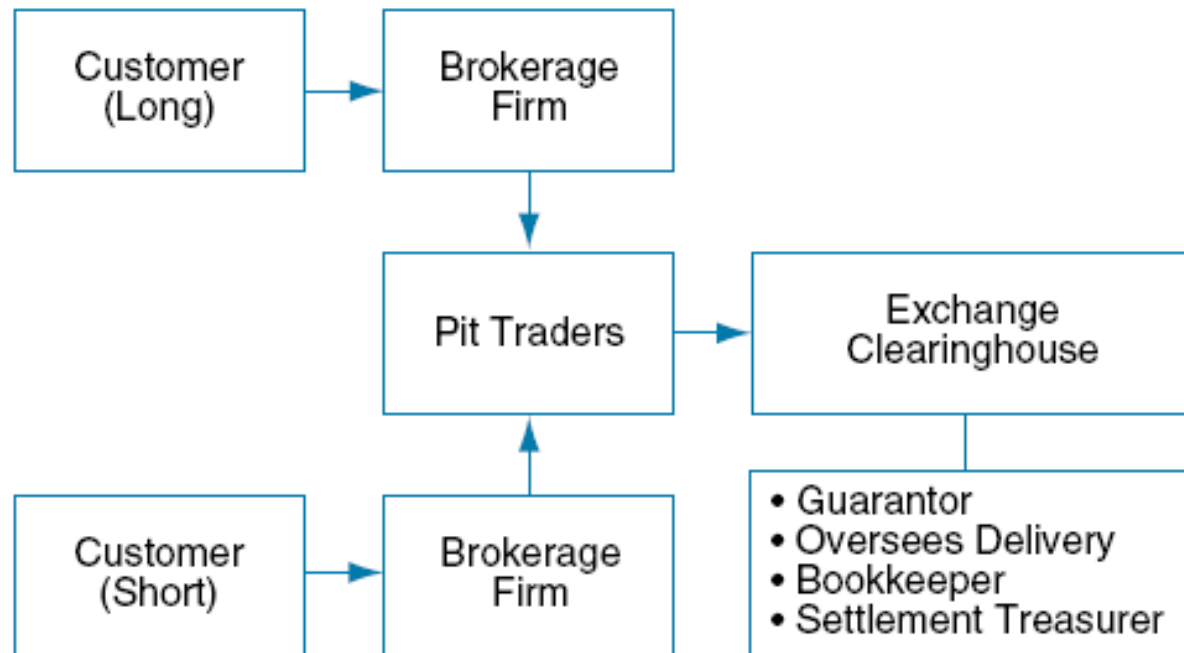 Customer
(Long)
Brokerage
Firm
Pit Traders
Exchange
Clearinghouse
Customer
(Short)
Brokerage
Firm
• Guarantor
• Oversees Delivery
• Bookkeeper
• Settlement Treasurer